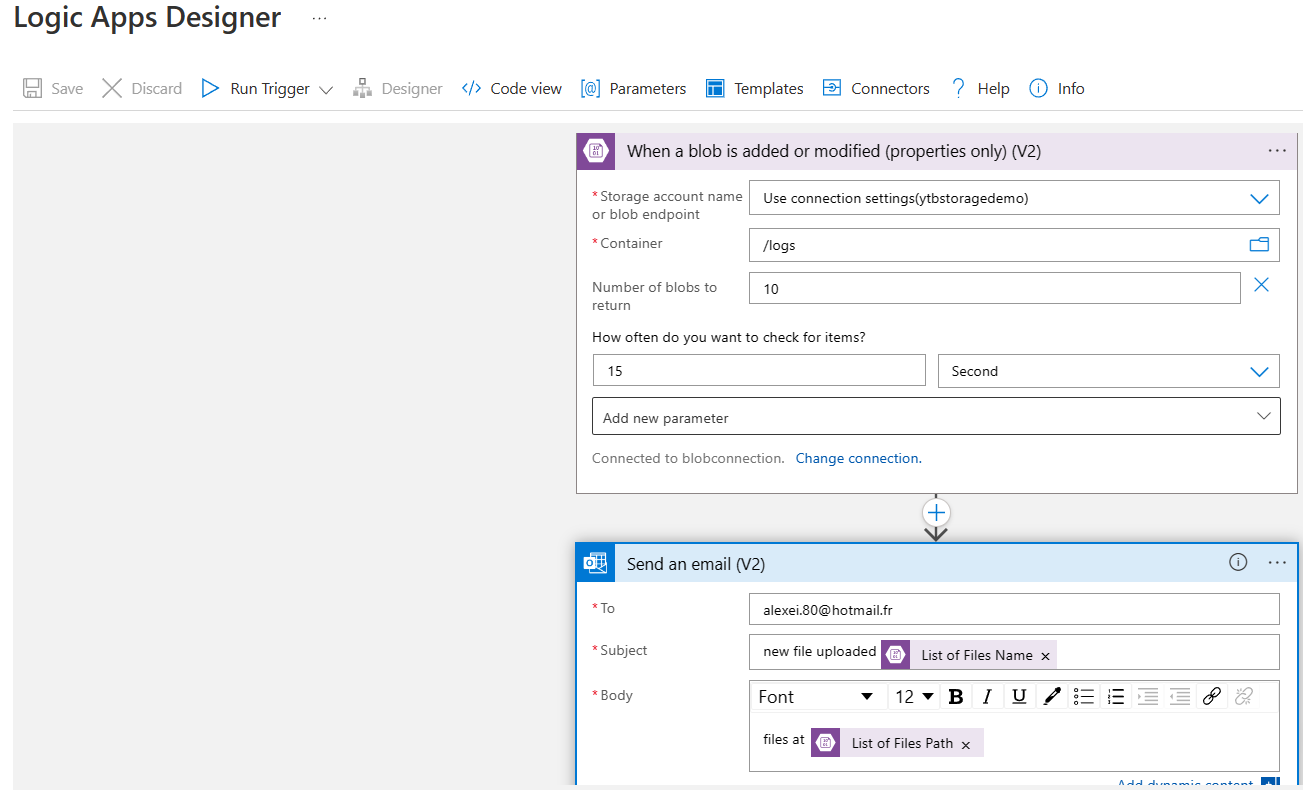 Logic Apps Designer ...
Save Discard Run Trigger Designer Code view Parameters Templates Connectors Help Info
When a blob is added or modified (properties only) (V2)
*Storage account name
or blob endpoint
Use connection settings(ytbstoragedemo)
*Container
/logs
Number of blobs to
return
10
How often do you want to check for items?
15
Second
Add new parameter
Connected to blobconnection. Change connection.
Send an email (V2)
*To
alexei.80@hotmail.fr
*Subject
new file uploaded List of Files Name ×
*Body
Font 12 B I U
files at List of Files Path ×
Add dynamic content